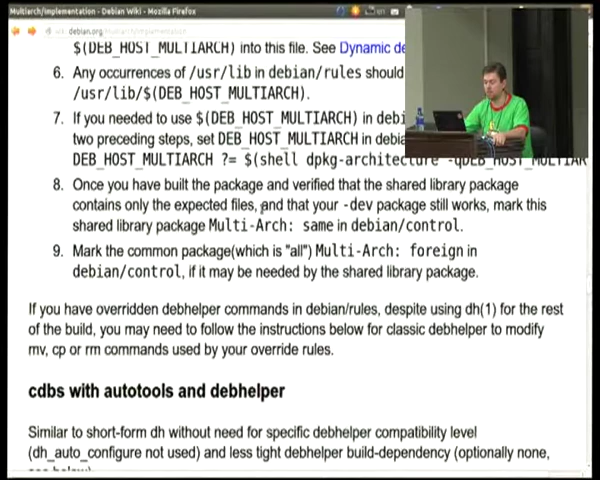 Multiarch/Implementation - Debian Wiki - Mozilla Firefox
debian.org
$(DEB_HOST_MULTIARCH) into this file. See Dynamic de
6. Any occurrences of /usr/lib in debian/rules should
/usr/lib/$(DEB_HOST_MULTIARCH).
7. If you needed to use $(DEB_HOST_MULTIARCH) in debi
two preceding steps, set DEB_HOST_MULTIARCH in debia
DEB_HOST_MULTIARCH ?= $(shell dpkg-architecture -qDEB_HOST_MULTIAR
8. Once you have built the package and verified that the shared library package
contains only the expected files, and that your -dev package still works, mark this
shared library package Multi-Arch: same in debian/control.
9. Mark the common package(which is "all") Multi-Arch: foreign in
debian/control, if it may be needed by the shared library package.
If you have overridden debhelper commands in debian/rules, despite using dh(1) for the rest
of the build, you may need to follow the instructions below for classic debhelper to modify
mv, cp or rm commands used by your override rules.
cdbs with autotools and debhelper
Similar to short-form dh without need for specific debhelper compatibility level
(dh_auto_configure not used) and less tight debhelper build-dependency (optionally none,